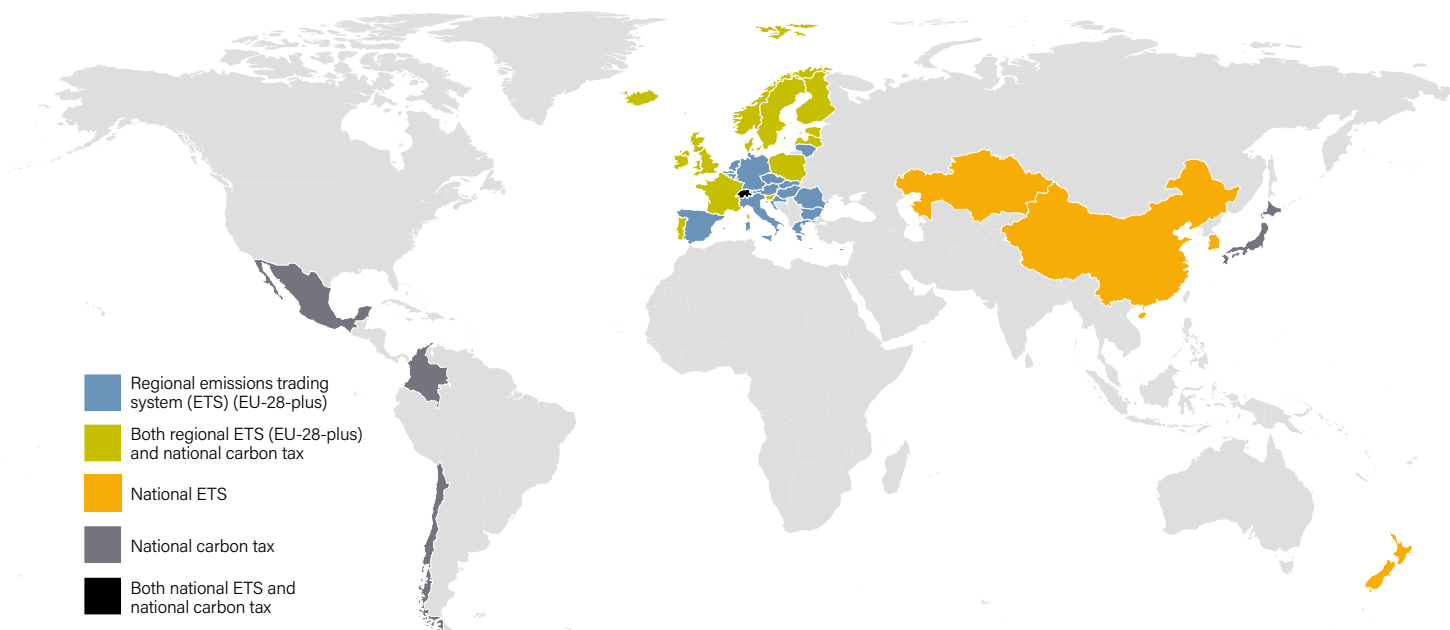 Regional emissions trading
system (ETS) (EU-28-plus)
Both regional ETS (EU-28-plus)
and national carbon tax
National ETS
National carbon tax
Both national ETS and
national carbon tax